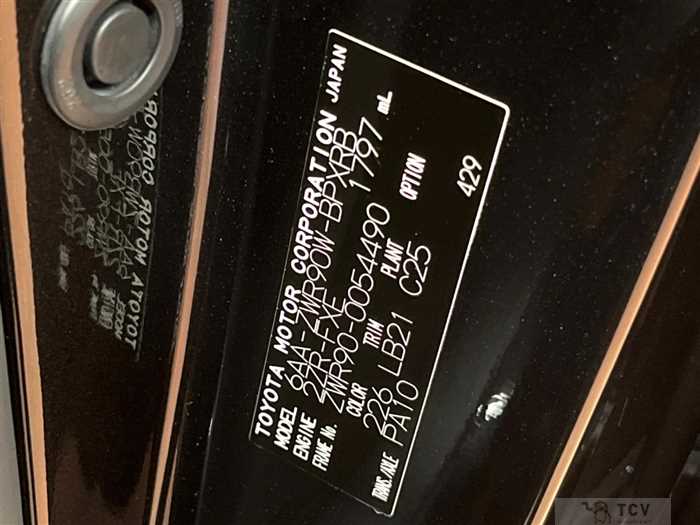 TOYOTA MOTOR CORPORATION JAPAN
MODEL 6AA-ZWR90W-BPXRB
ENGINE 2ZR-FXE 1797 mL
FRAME No. ZWR90-0054490
COLOR TRIM PLANT OPTION
226 LB21 C25
TRANS./AXLE PA10 429
TCV